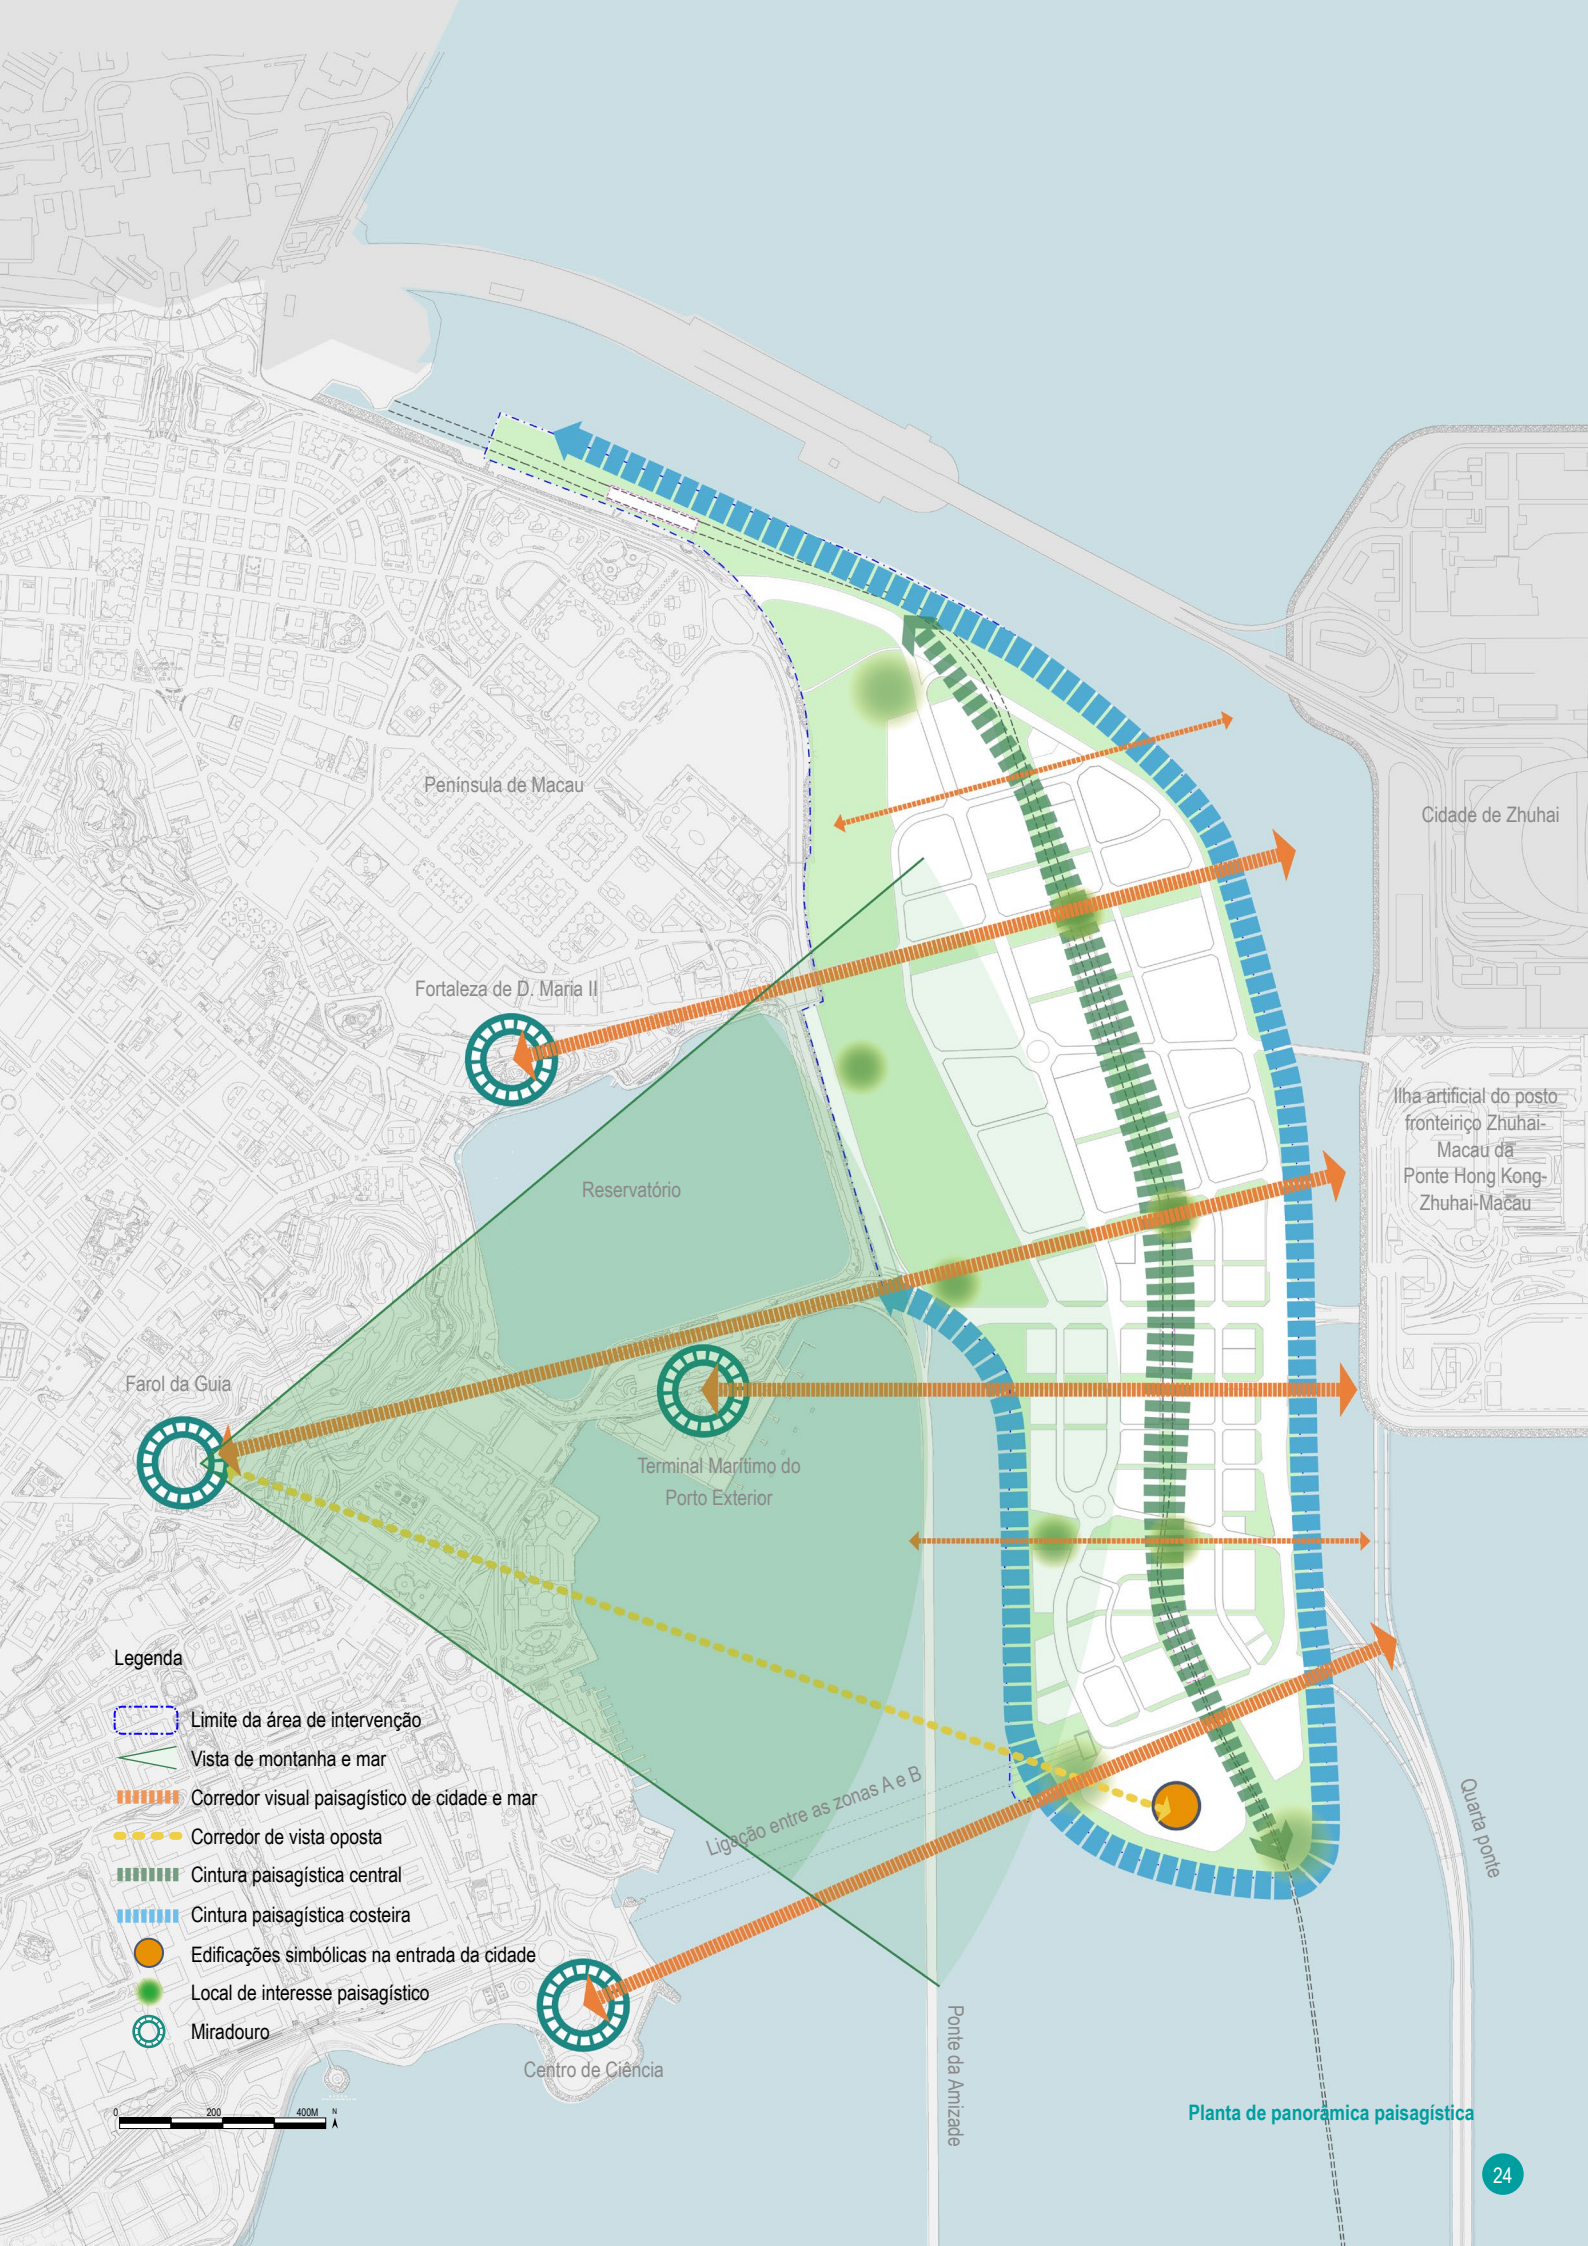 Península de Macau
Cidade de Zhuhai
Fortaleza de D. Maria II
Ilha artificial do posto
fronteiriço Zhuhai-
Macau da
Ponte Hong Kong-
Zhuhai-Macau
Reservatório
Farol da Guia
Terminal Marítimo do
Porto Exterior
Legenda
Limite da área de intervenção
Vista de montanha e mar
Corredor visual paisagístico de cidade e mar
Corredor de vista oposta
Cintura paisagística central
Cintura paisagística costeira
Edificações simbólicas na entrada da cidade
Local de interesse paisagístico
Miradouro
Ligação entre as zonas A e B
Quarta ponte
Centro de Ciência
Ponte da Amizade
0 200 400M N
Planta de panorâmica paisagística
24